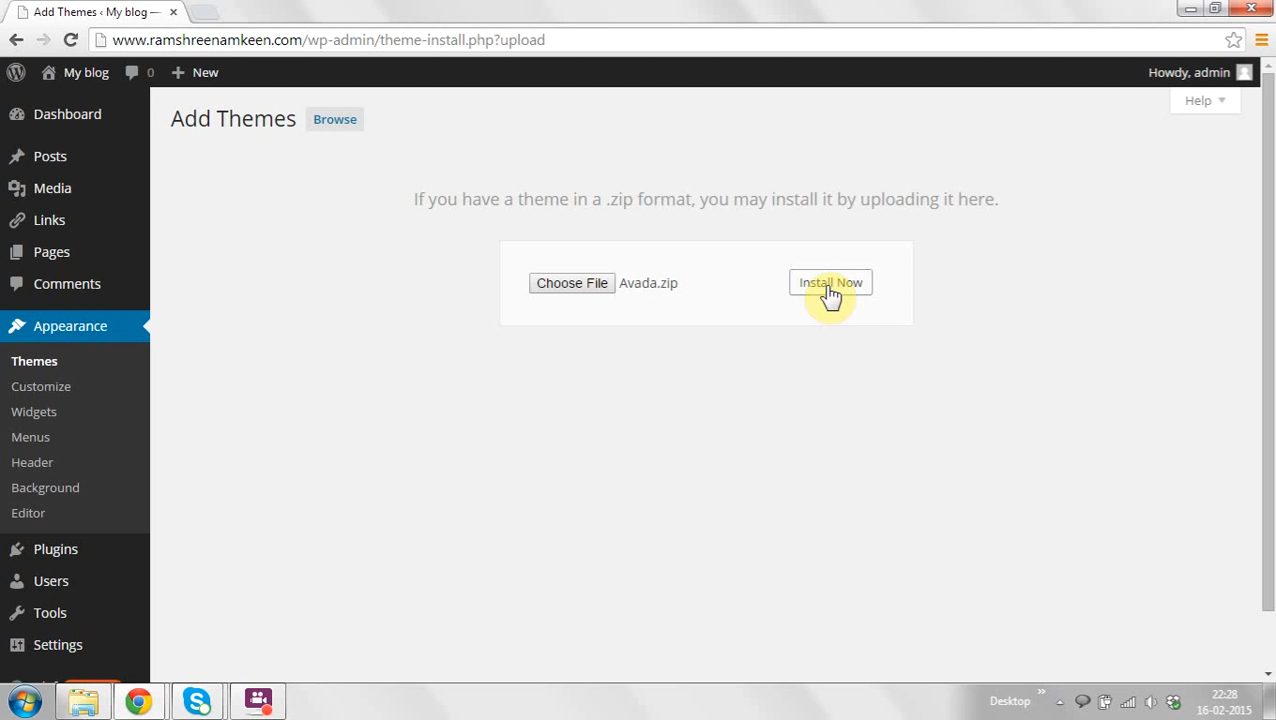 Add Themes ‹ My blog —
www.ramshreenamkeen.com/wp-admin/theme-install.php?upload
My blog 0 New Howdy, admin
Help
Dashboard
Posts
Media
Links
Pages
Comments
Appearance
Themes
Customize
Widgets
Menus
Header
Background
Editor
Plugins
Users
Tools
Settings
Add Themes Browse
If you have a theme in a .zip format, you may install it by uploading it here.
Choose File Avada.zip Install Now
Desktop
22:28
16-02-2015